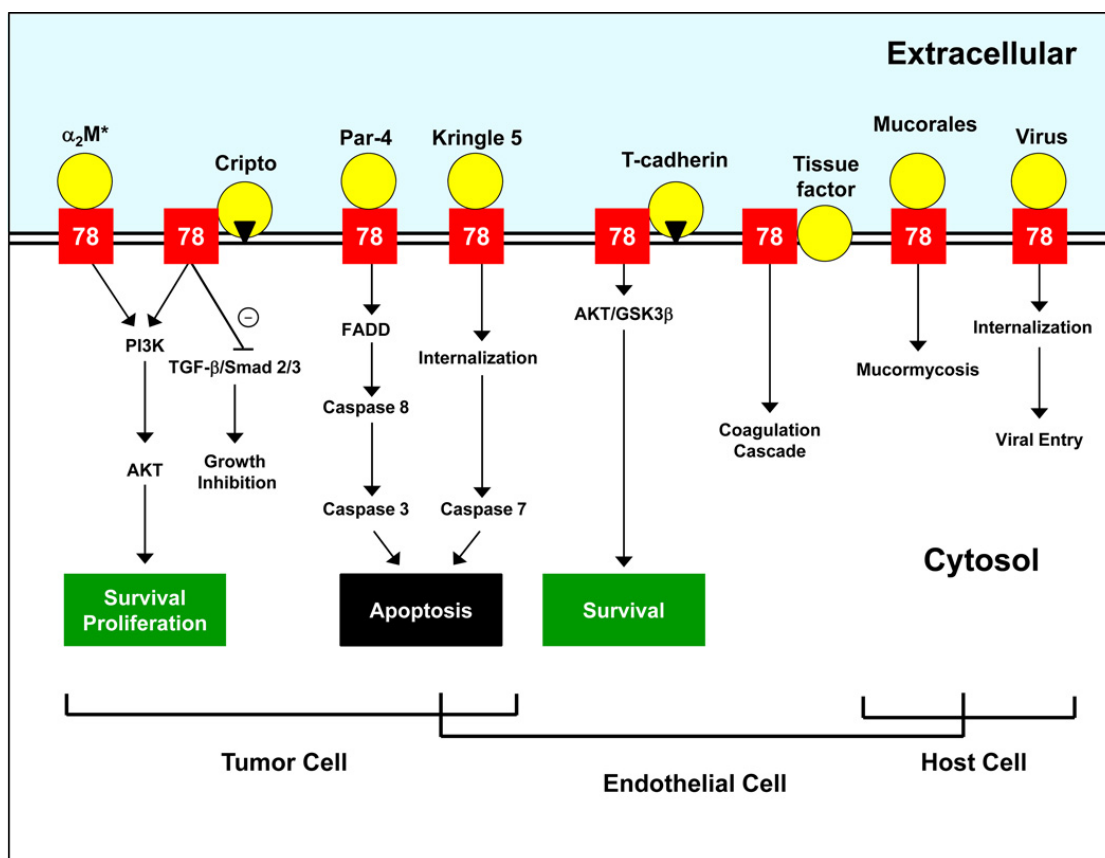 Extracellular
α₂M*
Cripto
Par-4
Kringle 5
T-cadherin
Tissue
factor
Mucorales
Virus
78
78
78
78
78
78
78
78
PI3K
−
TGF-β/Smad 2/3
AKT
Growth
Inhibition
FADD
Caspase 8
Caspase 3
Internalization
Caspase 7
AKT/GSK3β
Coagulation
Cascade
Mucormycosis
Internalization
Viral Entry
Cytosol
Survival
Proliferation
Apoptosis
Survival
Tumor Cell
Endothelial Cell
Host Cell